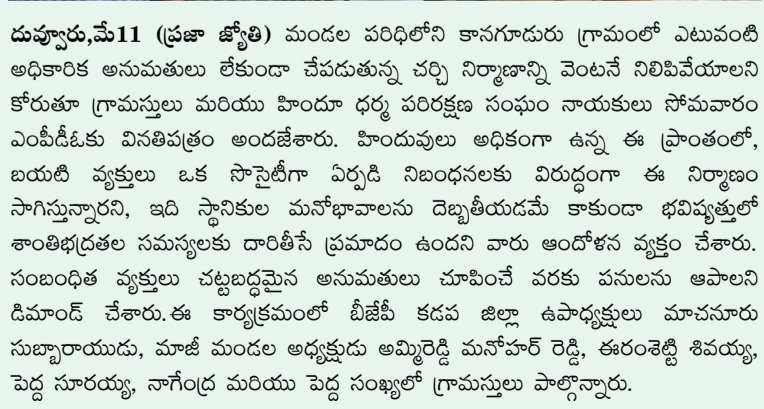 దువ్వూరు,మే11 (ప్రజా జ్యోతి) మండల పరిధిలోని కానగూడురు గ్రామంలో ఎటువంటి
అధికారిక అనుమతులు లేకుండా చేపడుతున్న చర్చి నిర్మాణాన్ని వెంటనే నిలిపివేయాలని
కోరుతూ గ్రామస్తులు మరియు హిందూ ధర్మ పరిరక్షణ సంఘం నాయకులు సోమవారం
ఎంపీడీఓకు వినతిపత్రం అందజేశారు. హిందువులు అధికంగా ఉన్న ఈ ప్రాంతంలో,
బయటి వ్యక్తులు ఒక సొసైటీగా ఏర్పడి నిబంధనలకు విరుద్ధంగా ఈ నిర్మాణం
సాగిస్తున్నారని, ఇది స్థానికుల మనోభావాలను దెబ్బతీయడమే కాకుండా భవిష్యత్తులో
శాంతిభద్రతల సమస్యలకు దారితీసే ప్రమాదం ఉందని వారు ఆందోళన వ్యక్తం చేశారు.
సంబంధిత వ్యక్తులు చట్టబద్ధమైన అనుమతులు చూపించే వరకు పనులను ఆపాలని
డిమాండ్ చేశారు.ఈ కార్యక్రమంలో బీజేపీ కడప జిల్లా ఉపాధ్యక్షులు మాచనూరు
సుబ్బారాయుడు, మాజీ మండల అధ్యక్షుడు అమ్మిరెడ్డి మనోహర్ రెడ్డి, ఈరంశెట్టి శివయ్య,
పెద్ద సూరయ్య, నాగేంద్ర మరియు పెద్ద సంఖ్యలో గ్రామస్తులు పాల్గొన్నారు.